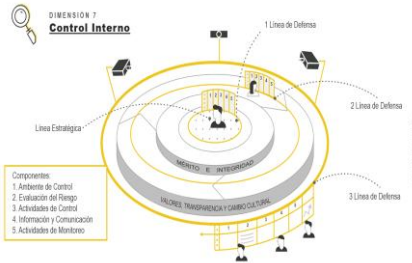 DIMENSIÓN 7
Control Interno
1 Línea de Defensa
2 Línea de Defensa
Línea Estratégica
MÉRITO E INTEGRIDAD
VALORES, TRANSPARENCIA Y CAMBIO CULTURAL
3 Línea de Defensa
Componentes:
1. Ambiente de Control
2. Evaluación del Riesgo
3. Actividades de Control
4. Información y Comunicación
5. Actividades de Monitoreo